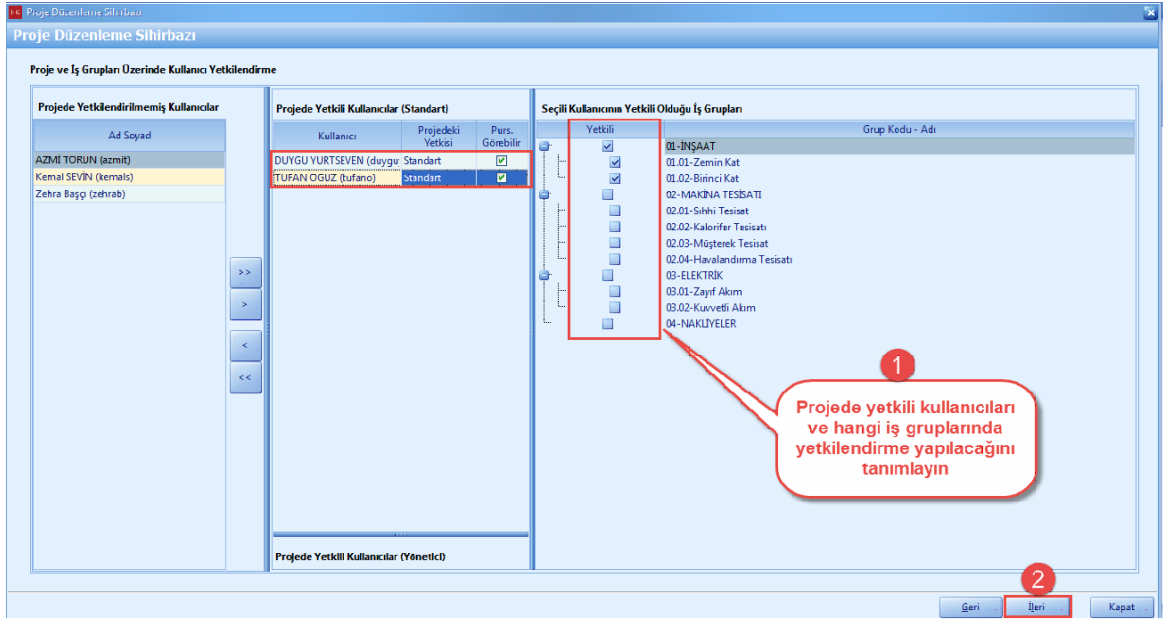 Proje Düzenleme Sihirbazı
Proje Düzenleme Sihirbazı
Proje ve İş Grupları Üzerinde Kullanıcı Yetkilendirme
Projede Yetkilendirilmemiş Kullanıcılar
Ad Soyad
AZMİ TORUN (azmit)
Kemal SEVİN (kemals)
Zehra Başçı (zehrab)
>>
>
<
<<
Projede Yetkili Kullanıcılar (Standart)
Kullanıcı Projedeki Yetkisi Purs. Görebilir
DUYGU YURTSEVEN (duygu Standart
TUFAN OGUZ (tufano) Standart
Projede Yetkili Kullanıcılar (Yönetici)
Seçili Kullanıcının Yetkili Olduğu İş Grupları
Yetkili Grup Kodu - Adı
01-İNŞAAT
01.01-Zemin Kat
01.02-Birinci Kat
02-MAKİNA TESİSATI
02.01-Sıhhi Tesisat
02.02-Kalorifer Tesisatı
02.03-Müşterek Tesisat
02.04-Havalandırma Tesisatı
03-ELEKTRİK
03.01-Zayıf Akım
03.02-Kuvvetli Akım
04-NAKLİYELER
1
Projede yetkili kullanıcıları
ve hangi iş gruplarında
yetkilendirme yapılacağını
tanımlayın
2
Geri İleri Kapat